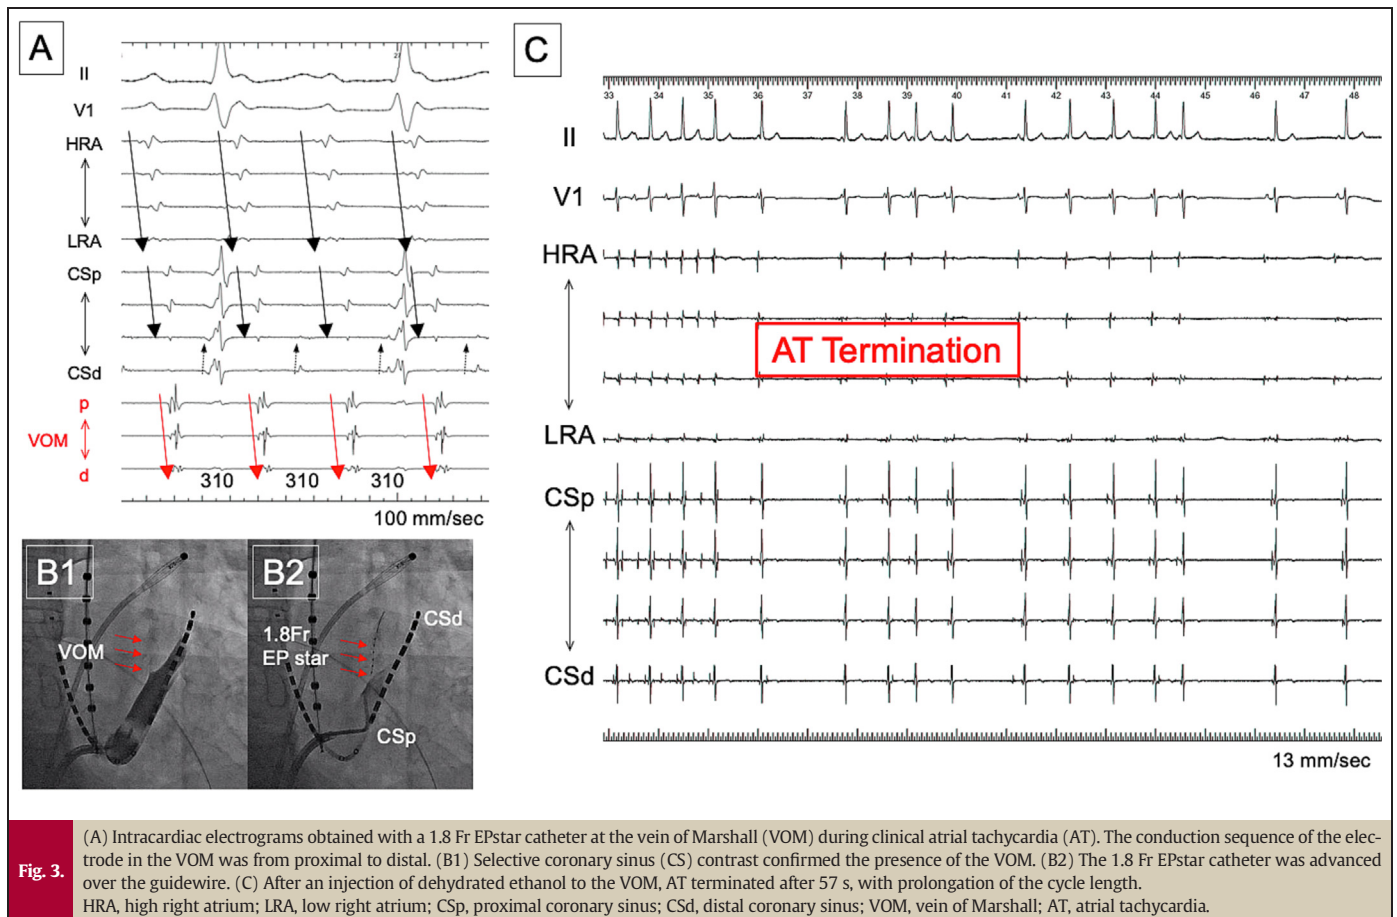 A
II
V1
HRA
LRA
CSp
CSd
p
VOM
d
310 310 310
100 mm/sec
B1
VOM
B2
1.8Fr
EP star
CSd
CSp
C
33 34 35 36 37 38 39 40 41 42 43 44 45 46 47 48
II
V1
HRA
AT Termination
LRA
CSp
CSd
13 mm/sec
Fig. 3.
(A) Intracardiac electrograms obtained with a 1.8 Fr EPstar catheter at the vein of Marshall (VOM) during clinical atrial tachycardia (AT). The conduction sequence of the elec-
trode in the VOM was from proximal to distal. (B1) Selective coronary sinus (CS) contrast confirmed the presence of the VOM. (B2) The 1.8 Fr EPstar catheter was advanced
over the guidewire. (C) After an injection of dehydrated ethanol to the VOM, AT terminated after 57 s, with prolongation of the cycle length.
HRA, high right atrium; LRA, low right atrium; CSp, proximal coronary sinus; CSd, distal coronary sinus; VOM, vein of Marshall; AT, atrial tachycardia.